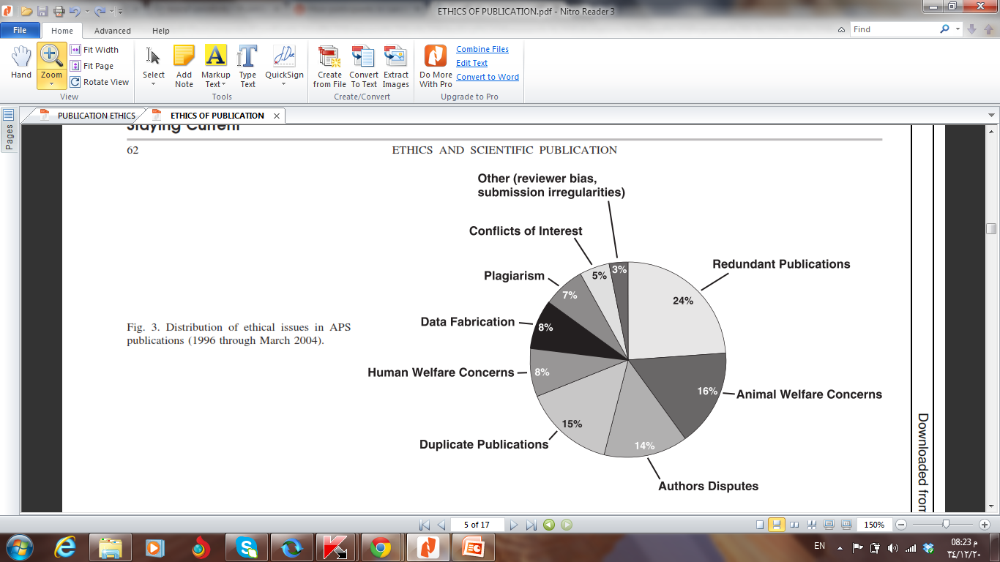 ETHICS OF PUBLICATION.pdf - Nitro Reader 3
File
Home
Advanced
Help
Find
Hand
Zoom
Fit Width
Fit Page
Rotate View
View
Select
Add
Note
Markup
Text
Type
Text
QuickSign
Tools
Create
from File
Convert
To Text
Extract
Images
Create/Convert
Do More
With Pro
Combine Files
Edit Text
Convert to Word
Upgrade to Pro
PUBLICATION ETHICS
ETHICS OF PUBLICATION
Pages
Staying Current
62
ETHICS AND SCIENTIFIC PUBLICATION
Other (reviewer bias,
submission irregularities)
Conflicts of Interest
Plagiarism
Data Fabrication
Human Welfare Concerns
Duplicate Publications
Authors Disputes
Animal Welfare Concerns
Redundant Publications
3%
5%
7%
8%
8%
15%
14%
16%
24%
Fig. 3. Distribution of ethical issues in APS
publications (1996 through March 2004).
Downloaded from
5 of 17
150%
EN
08:23 م
٣٤/١٢/٢٠